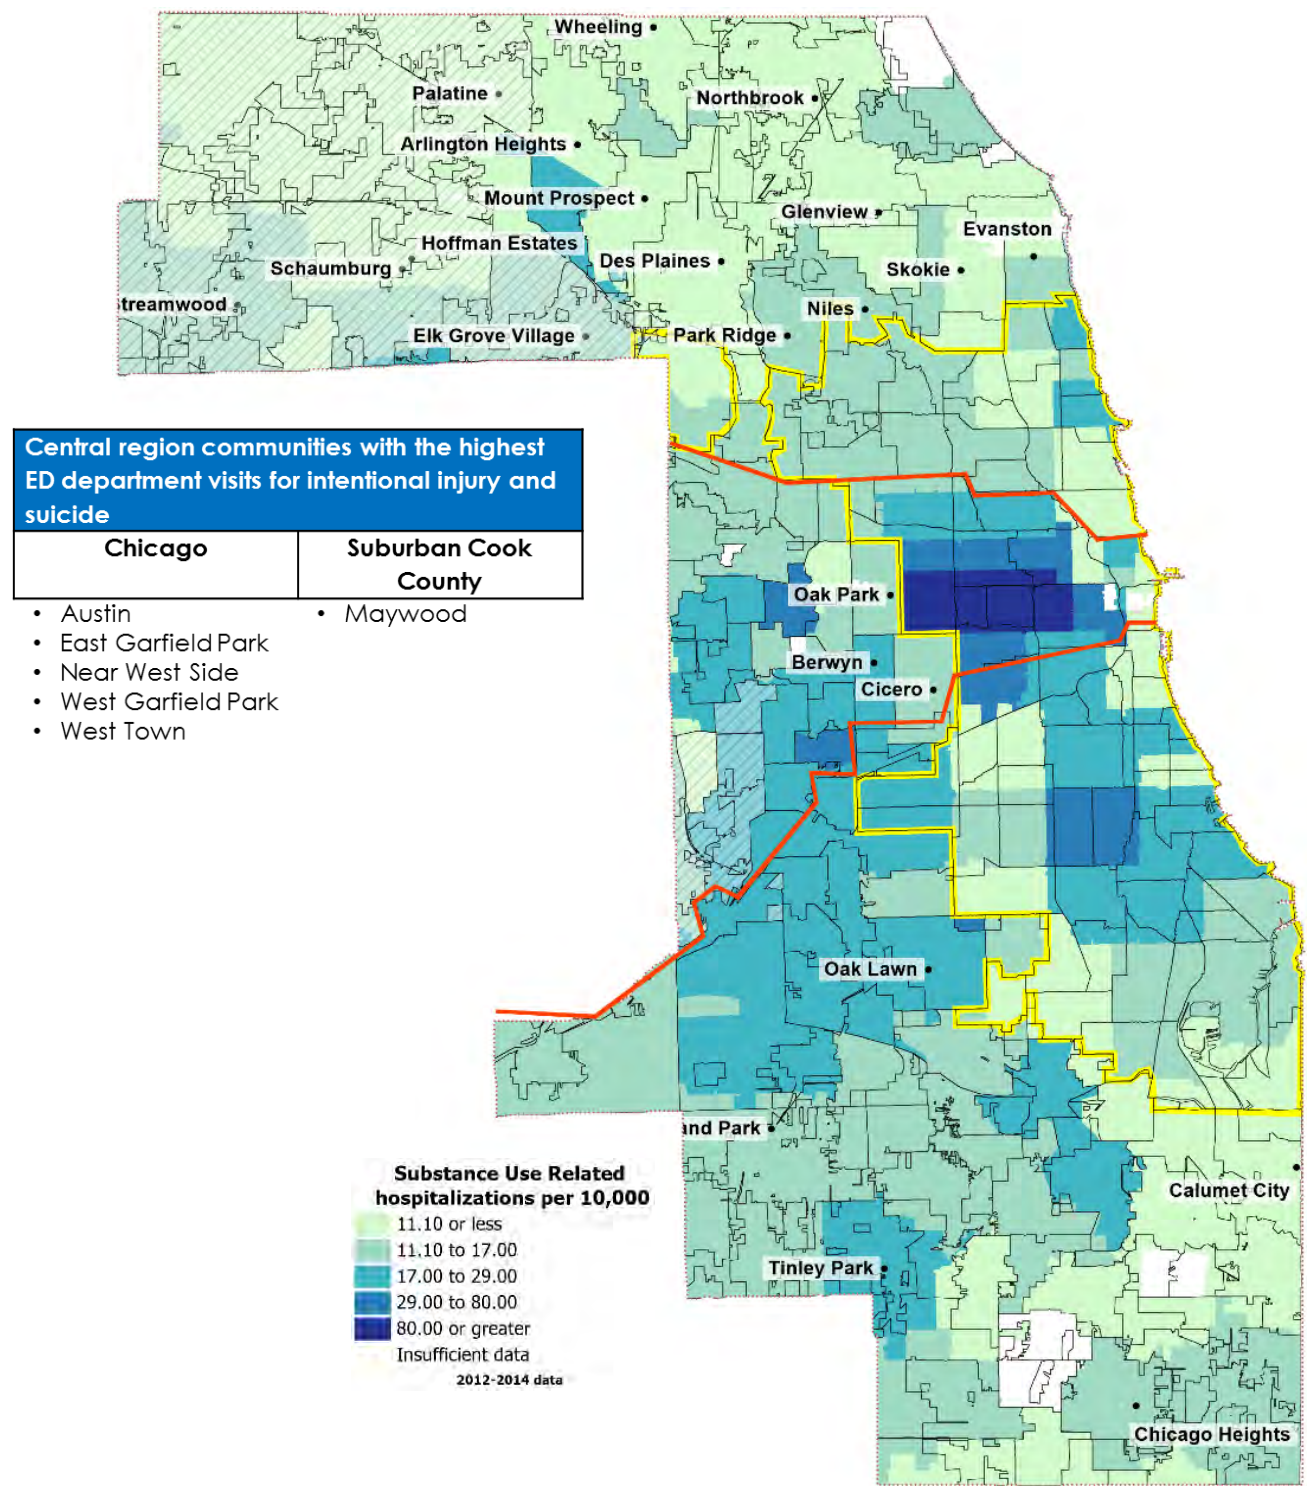 Wheeling
Palatine
Northbrook
Arlington Heights
Mount Prospect
Glenview
Evanston
Hoffman Estates
Schaumburg
Des Plaines
Skokie
treamwood
Niles
Elk Grove Village
Park Ridge
Central region communities with the highest
ED department visits for intentional injury and
suicide
Chicago
Suburban Cook
County
• Austin
• East Garfield Park
• Near West Side
• West Garfield Park
• West Town
• Maywood
Oak Park
Berwyn
Cicero
Oak Lawn
and Park
Calumet City
Tinley Park
Chicago Heights
Substance Use Related
hospitalizations per 10,000
11.10 or less
11.10 to 17.00
17.00 to 29.00
29.00 to 80.00
80.00 or greater
Insufficient data
2012-2014 data